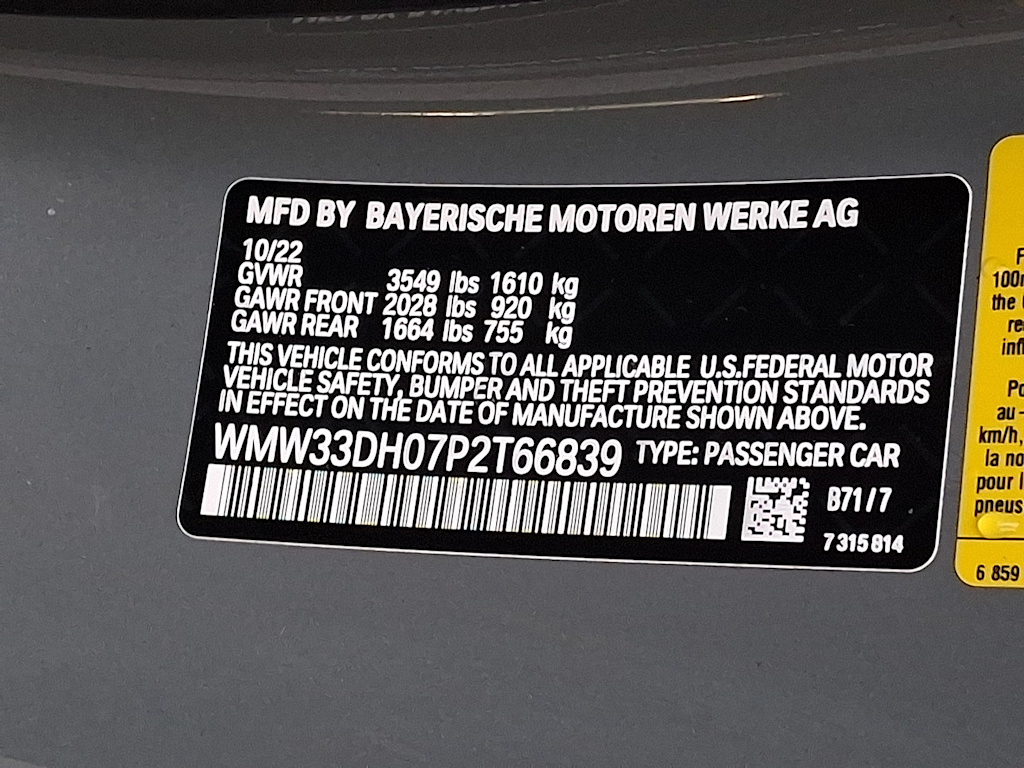 MFD BY BAYERISCHE MOTOREN WERKE AG
10/22
GVWR 3549 lbs 1610 kg
GAWR FRONT 2028 lbs 920 kg
GAWR REAR 1664 lbs 755 kg
THIS VEHICLE CONFORMS TO ALL APPLICABLE U.S.FEDERAL MOTOR
VEHICLE SAFETY, BUMPER AND THEFT PREVENTION STANDARDS
IN EFFECT ON THE DATE OF MANUFACTURE SHOWN ABOVE.
WMW33DH07P2T66839 TYPE: PASSENGER CAR
B71/7
7 315 814
the
Po
au-
km/h,
la no
pour l
pneus
6 859